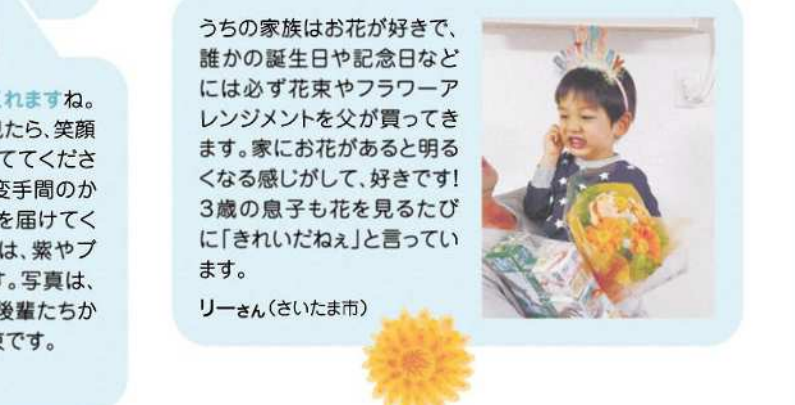 れますね。
たら、笑顔
ててくださ
変手間のか
を届けてく
は、紫やブ
す。写真は、
後輩たちか
です。
うちの家族はお花が好きで、
誰かの誕生日や記念日など
には必ず花束やフラワーア
レンジメントを父が買ってき
ます。家にお花があると明る
くなる感じがして、好きです!
3歳の息子も花を見るたび
に「きれいだねぇ」と言ってい
ます。
リーさん(さいたま市)
BIRTHDAY